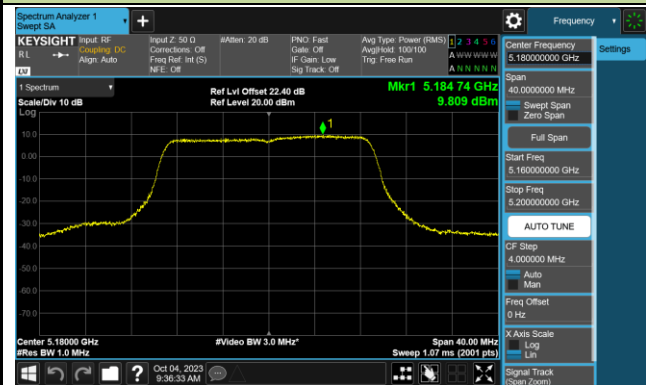 Spectrum Analyzer 1
Swept SA
Frequency
KEYSIGHT
RL
LXI
Input: RF
Coupling: DC
Align: Auto
Input Z: 50 Ω
Corrections: Off
Freq Ref: Int (S)
NFE: Off
#Atten: 20 dB
PNO: Fast
Gate: Off
IF Gain: Low
Sig Track: Off
Avg Type: Power (RMS)
Avg|Hold: 100/100
Trig: Free Run
1 2 3 4 5 6
A W W W W W
A N N N N N
1 Spectrum
Scale/Div 10 dB
Log
Ref Lvl Offset 22.40 dB
Ref Level 20.00 dBm
Mkr1 5.184 74 GHz
9.809 dBm
1
10.0
0.00
-10.0
-20.0
-30.0
-40.0
-50.0
-60.0
-70.0
Center 5.18000 GHz
#Res BW 1.0 MHz
#Video BW 3.0 MHz*
Span 40.00 MHz
Sweep 1.07 ms (2001 pts)
Oct 04, 2023
9:36:33 AM
Center Frequency
5.180000000 GHz
Settings
Span
40.0000000 MHz
Swept Span
Zero Span
Full Span
Start Freq
5.160000000 GHz
Stop Freq
5.200000000 GHz
AUTO TUNE
CF Step
4.000000 MHz
Auto
Man
Freq Offset
0 Hz
X Axis Scale
Log
Lin
Signal Track
(Span Zoom)